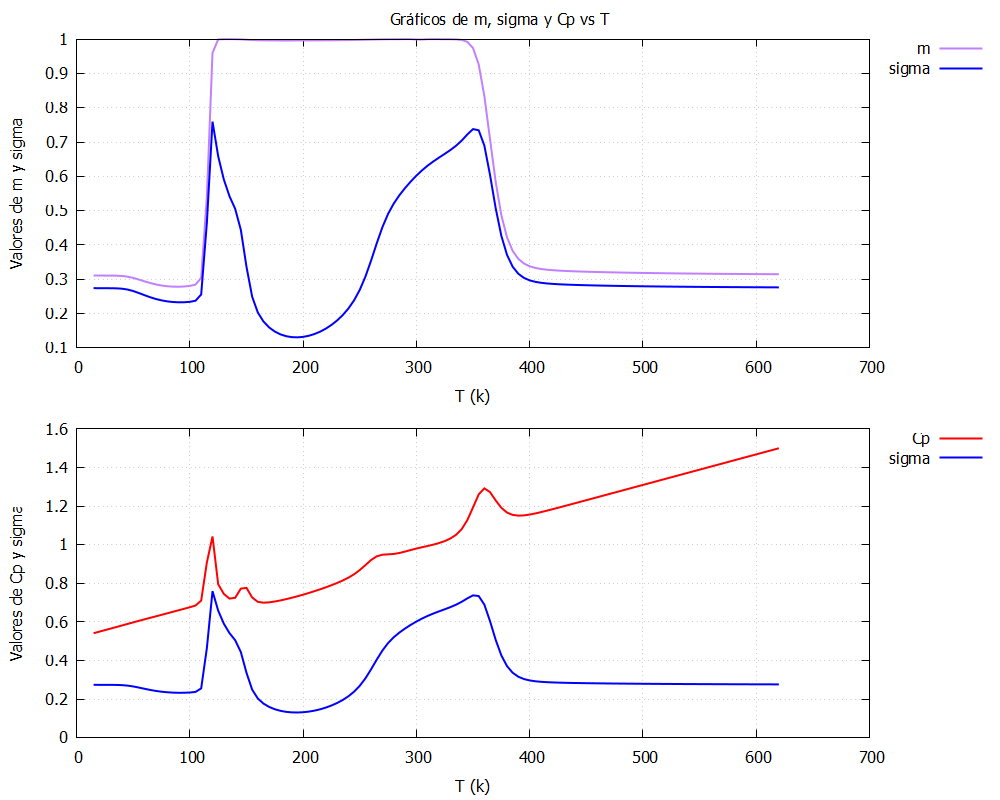 Gráficos de m, sigma y Cp vs T
m
sigma
Valores de m y sigma
1
0.9
0.8
0.7
0.6
0.5
0.4
0.3
0.2
0.1
0 100 200 300 400 500 600 700
T (k)
Cp
sigma
Valores de Cp y sigma
1.6
1.4
1.2
1
0.8
0.6
0.4
0.2
0
0 100 200 300 400 500 600 700
T (k)